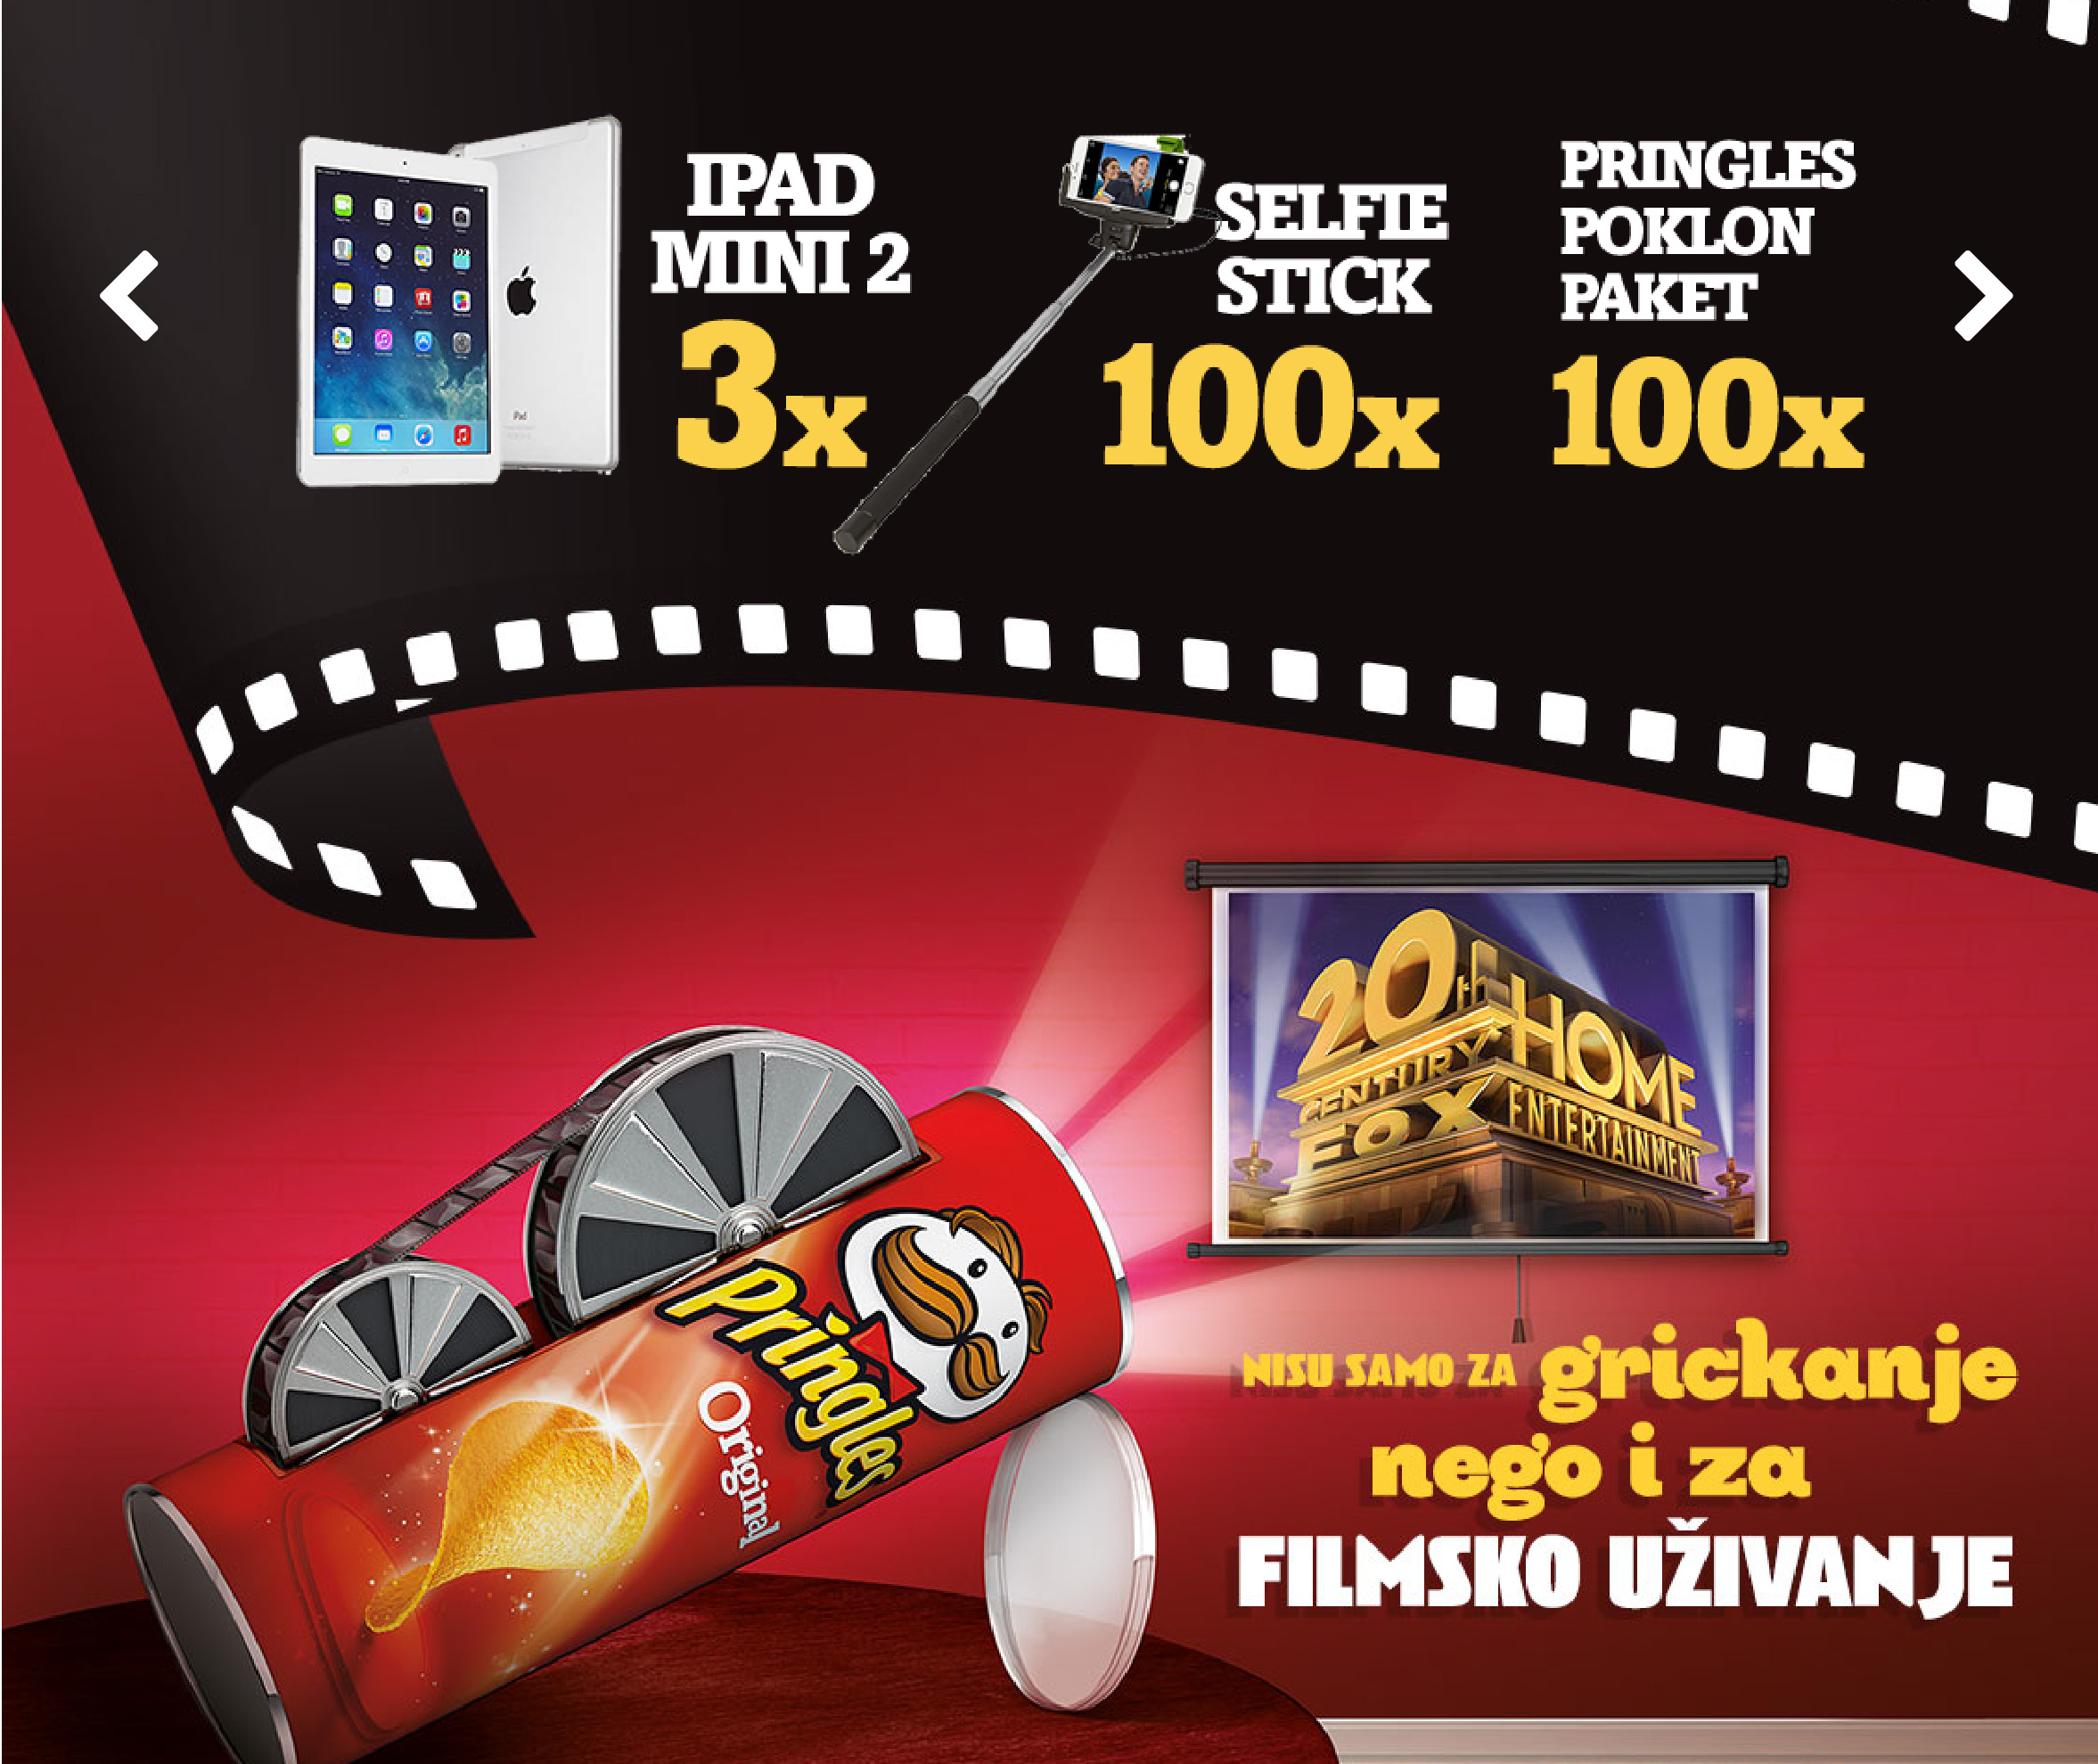 IPAD
MINI 2
3x
SELFIE
STICK
100x
PRINGLES
POKLON
PAKET
100x
iPad
20th
CENTURY
FOX
HOME
ENTERTAINMENT
Pringles
Original
NISU SAMO ZA grickanje
nego i za
FILMSKO UŽIVANJE